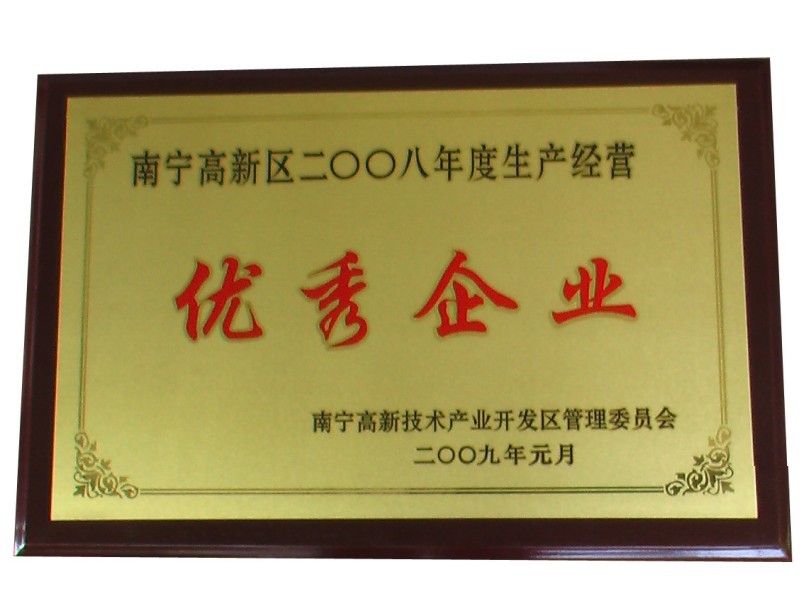 南宁高新区二〇〇八年度生产经营
优秀企业
南宁高新技术产业开发区管理委员会
二〇〇九年元月